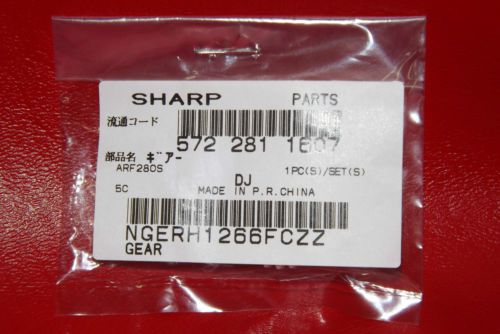 SHARP PARTS
流通コード
572 281 1607
部品名 ギアー
ARF280S 1PC(S)/SET(S)
DJ
5C MADE IN P.R.CHINA
NGERH1266FCZZ
GEAR